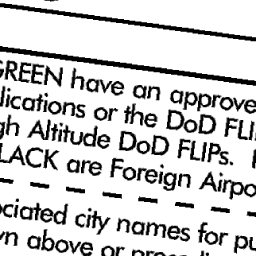 GREEN have an approve
lications or the DoD FLI
gh Altitude DoD FLIPs.
LACK are Foreign Airpo
ociated city names for pu
wn above or